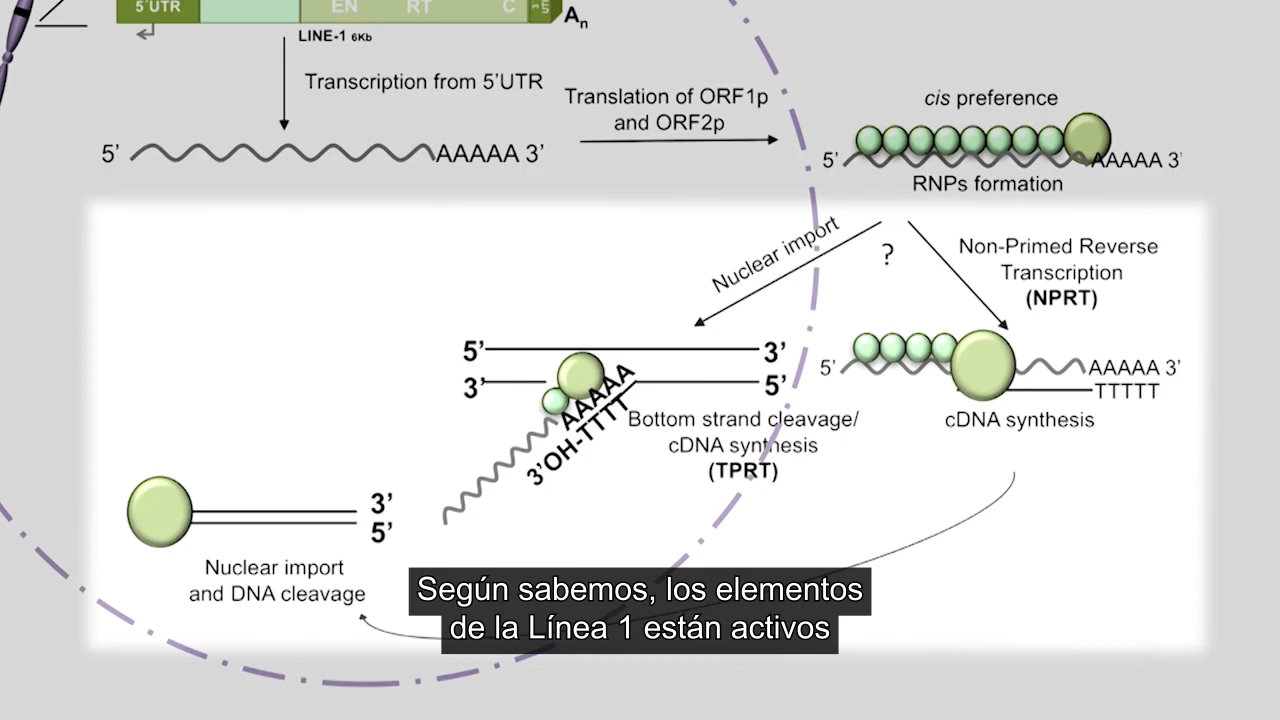 5'UTR EN RT C
An
LINE-1 6Kb
Transcription from 5'UTR
Translation of ORF1p
and ORF2p
cis preference
5' AAAAA 3'
5' AAAAA 3'
RNPs formation
Nuclear import
?
Non-Primed Reverse
Transcription
(NPRT)
5' 3'
3' 5'
AAAAA
3'OH-TTTT
5' AAAAA 3'
TTTTT
cDNA synthesis
Bottom strand cleavage/
cDNA synthesis
(TPRT)
3'
5'
Nuclear import
and DNA cleavage
Según sabemos, los elementos
de la Línea 1 están activos